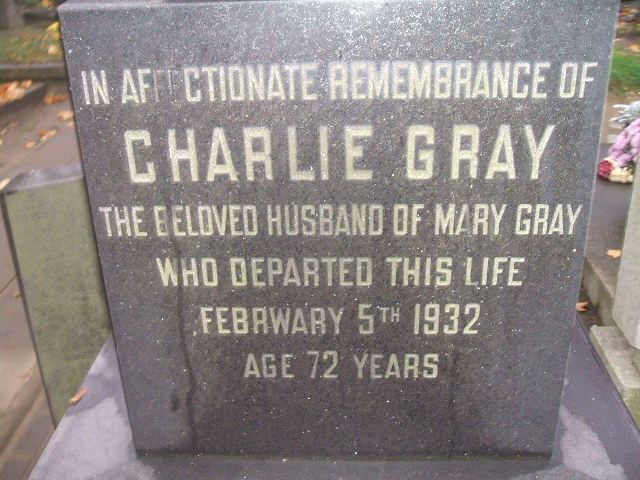 IN AFFECTIONATE REMEMBRANCE OF
CHARLIE GRAY
THE BELOVED HUSBAND OF MARY GRAY
WHO DEPARTED THIS LIFE
FEBRWARY 5TH 1932
AGE 72 YEARS